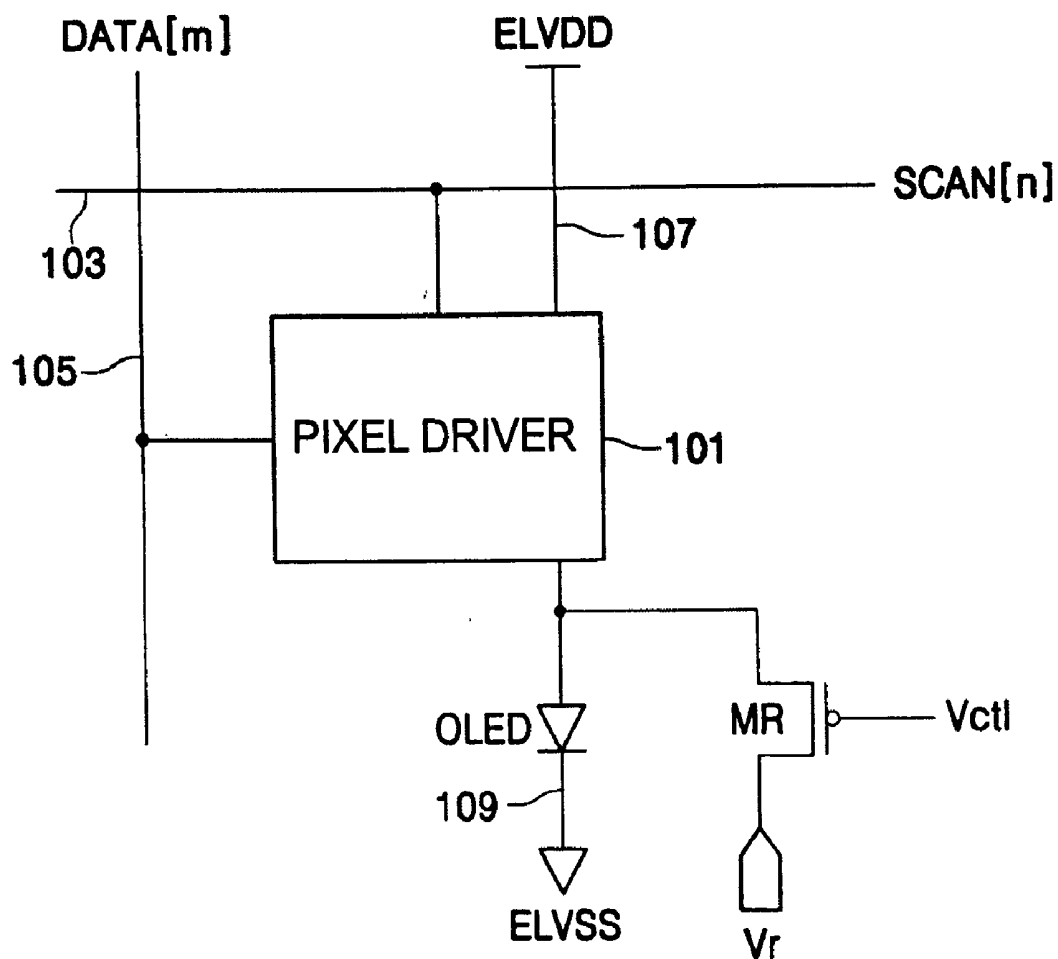 DATA[m]
ELVDD
SCAN[n]
103
107
105
PIXEL DRIVER
101
OLED
MR
Vctl
109
ELVSS
Vr